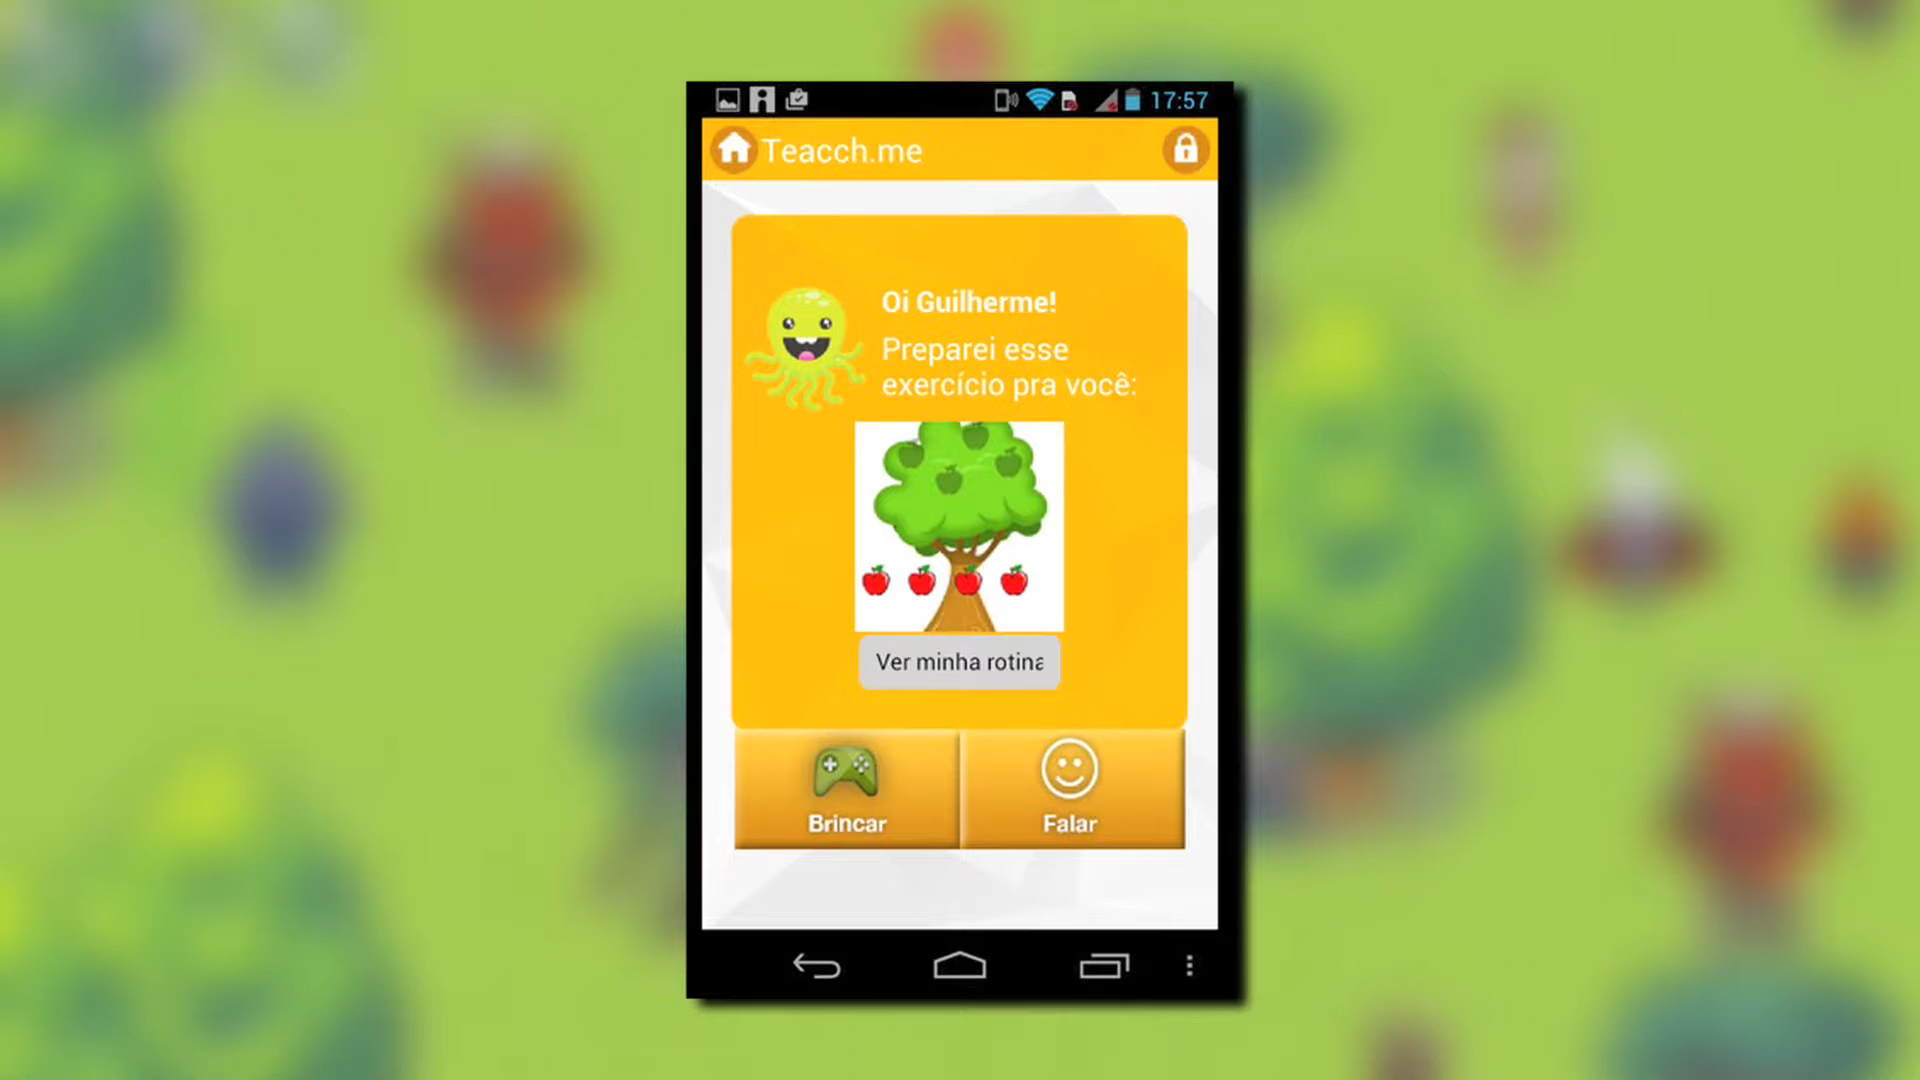 17:57
Teacch.me
Oi Guilherme!
Preparei esse
exercício pra você:
Ver minha rotina
Brincar
Falar